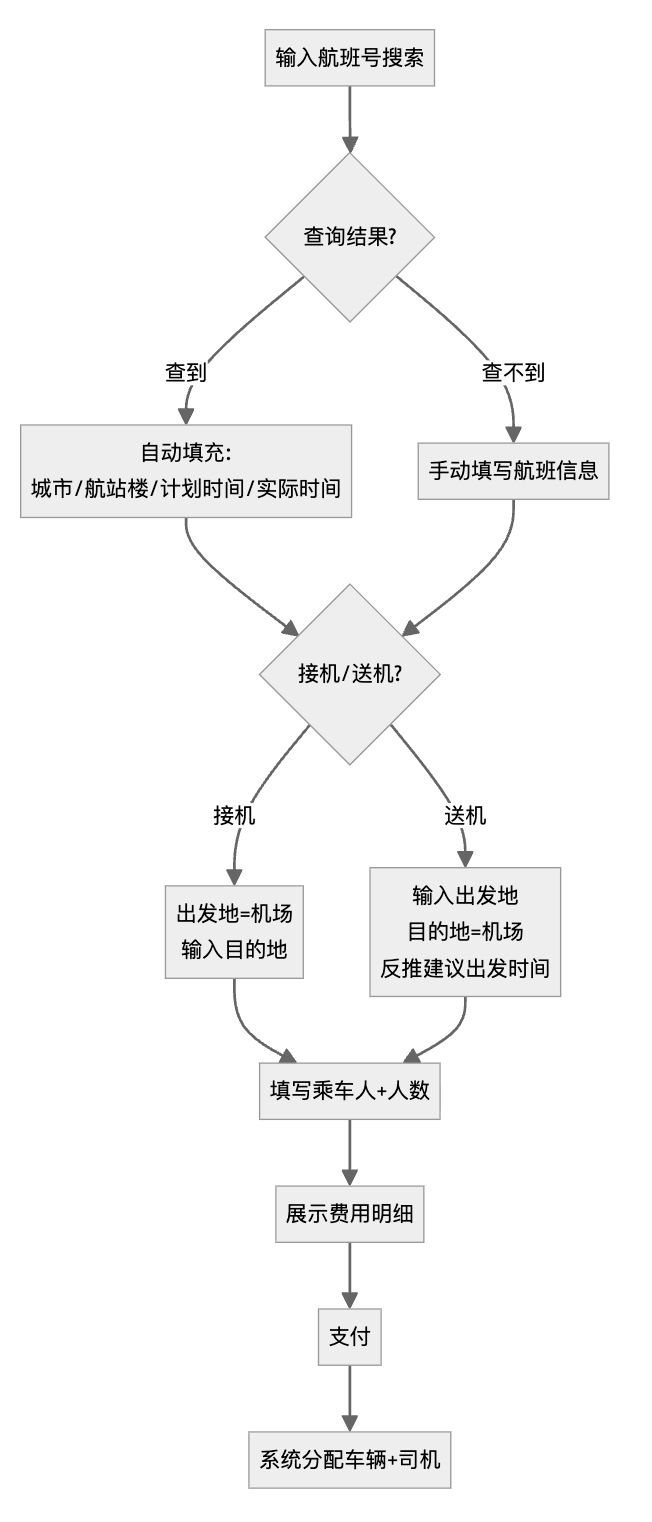 输入航班号搜索
查询结果?
查到
查不到
自动填充:
城市/航站楼/计划时间/实际时间
手动填写航班信息
接机/送机?
接机
送机
出发地=机场
输入目的地
输入出发地
目的地=机场
反推建议出发时间
填写乘车人+人数
展示费用明细
支付
系统分配车辆+司机